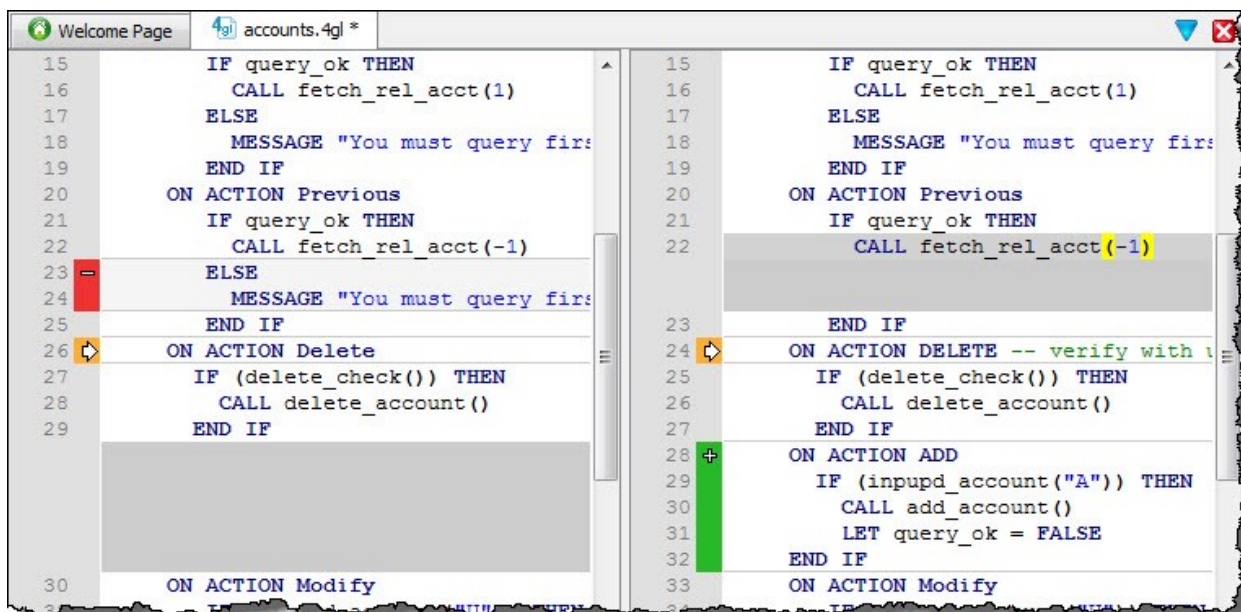 Welcome Page
4gl accounts.4gl *
15 IF query_ok THEN
16 CALL fetch_rel_acct(1)
17 ELSE
18 MESSAGE "You must query firs
19 END IF
20 ON ACTION Previous
21 IF query_ok THEN
22 CALL fetch_rel_acct(-1)
23 ELSE
24 MESSAGE "You must query firs
25 END IF
26 ON ACTION Delete
27 IF (delete_check()) THEN
28 CALL delete_account()
29 END IF
30 ON ACTION Modify
15 IF query_ok THEN
16 CALL fetch_rel_acct(1)
17 ELSE
18 MESSAGE "You must query firs
19 END IF
20 ON ACTION Previous
21 IF query_ok THEN
22 CALL fetch_rel_acct(-1)
23 END IF
24 ON ACTION DELETE -- verify with u
25 IF (delete_check()) THEN
26 CALL delete_account()
27 END IF
28 ON ACTION ADD
29 IF (inpupd_account("A")) THEN
30 CALL add_account()
31 LET query_ok = FALSE
32 END IF
33 ON ACTION Modify